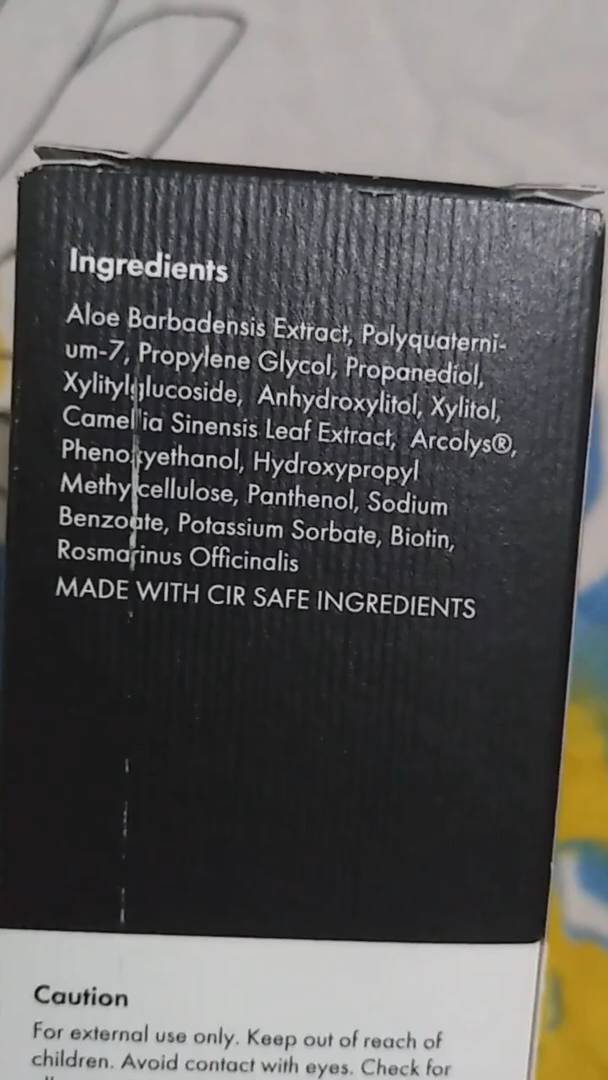 Ingredients
Aloe Barbadensis Extract, Polyquaterni-
um-7, Propylene Glycol, Propanediol,
Xylitylglucoside, Anhydroxylitol, Xylitol,
Camellia Sinensis Leaf Extract, Arcolys®,
Phenoxyethanol, Hydroxypropyl
Methylcellulose, Panthenol, Sodium
Benzoate, Potassium Sorbate, Biotin,
Rosmarinus Officinalis
MADE WITH CIR SAFE INGREDIENTS
Caution
For external use only. Keep out of reach of
children. Avoid contact with eyes. Check for